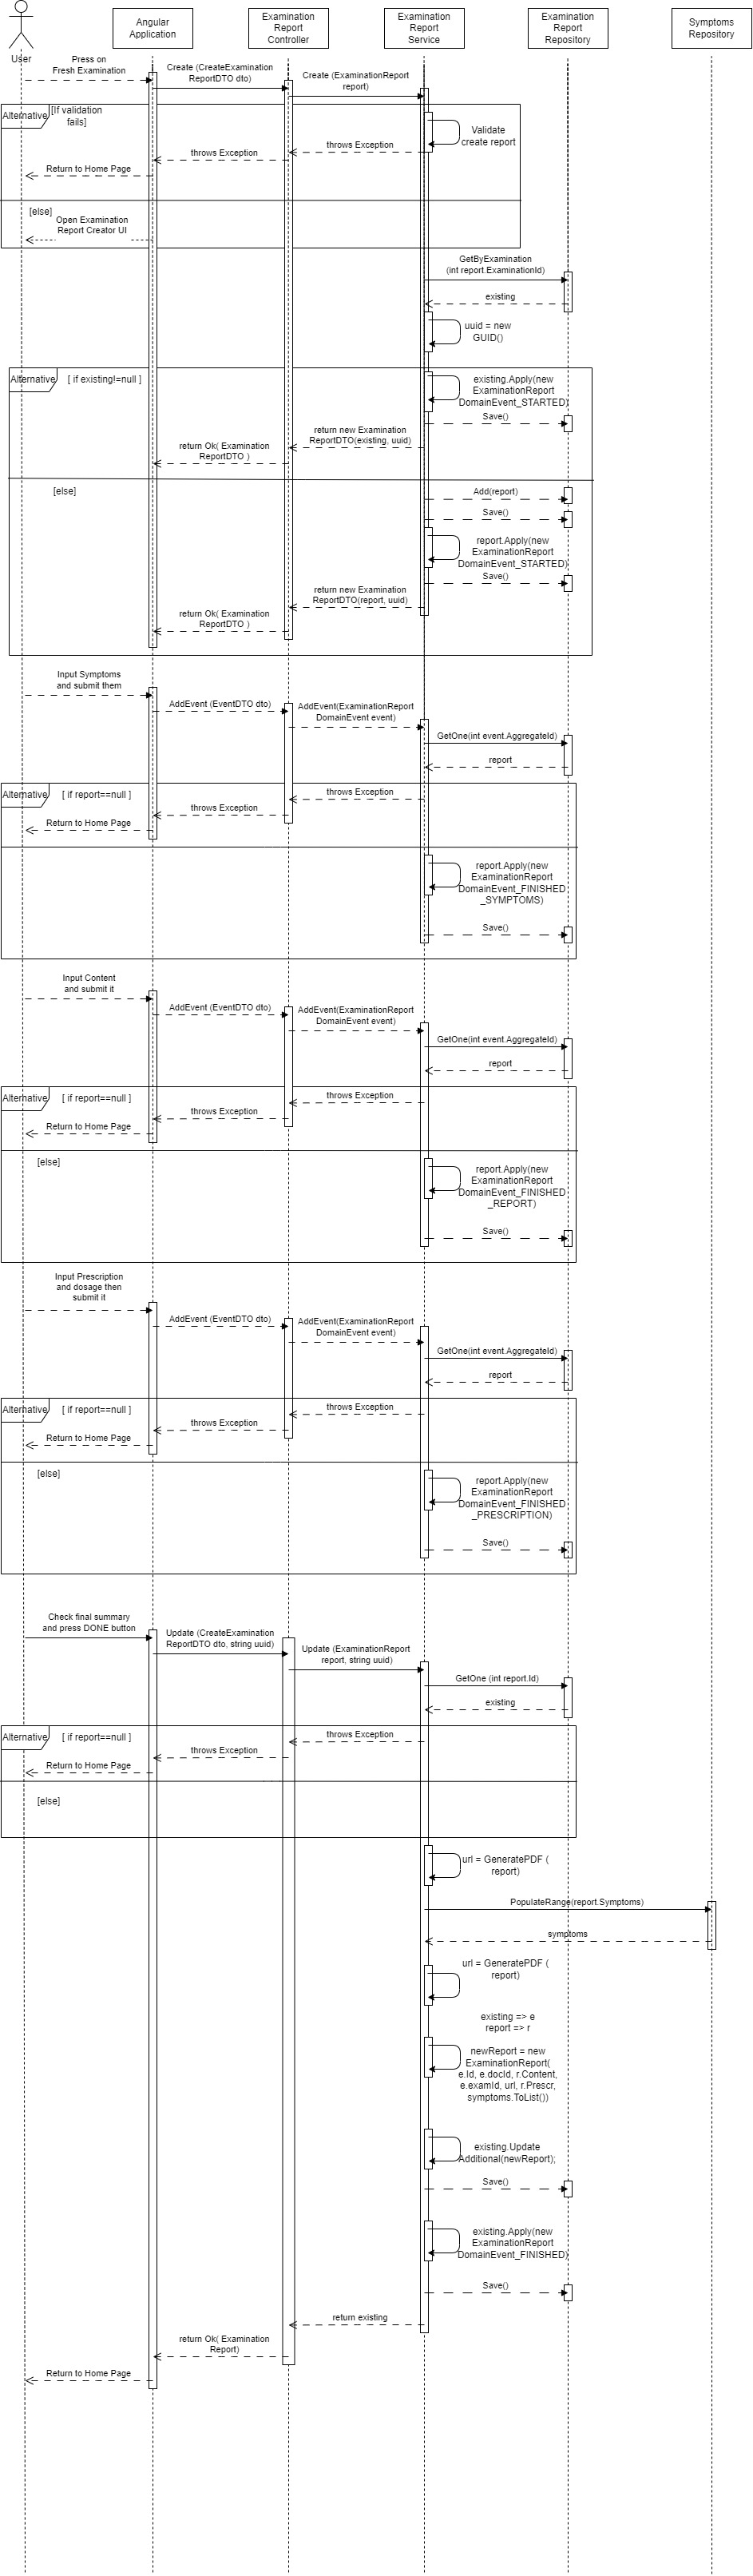 User
Angular
Application
Examination
Report
Controller
Examination
Report
Service
Examination
Report
Repository
Symptoms
Repository
Press on
Fresh Examination
Create (CreateExamination
ReportDTO dto)
Create (ExaminationReport
report)
Alternative
[If validation
fails]
Validate
create report
throws Exception
throws Exception
Return to Home Page
[else]
Open Examination
Report Creator UI
GetByExamination
(int report.ExaminationId)
existing
uuid = new
GUID()
Alternative
[ if existing!=null ]
existing.Apply(new
ExaminationReport
DomainEvent_STARTED)
Save()
return new Examination
ReportDTO(existing, uuid)
return Ok( Examination
ReportDTO )
[else]
Add(report)
Save()
report.Apply(new
ExaminationReport
DomainEvent_STARTED)
Save()
return new Examination
ReportDTO(report, uuid)
return Ok( Examination
ReportDTO )
Input Symptoms
and submit them
AddEvent (EventDTO dto)
AddEvent(ExaminationReport
DomainEvent event)
GetOne(int event.AggregateId)
report
Alternative
[ if report==null ]
throws Exception
throws Exception
Return to Home Page
report.Apply(new
ExaminationReport
DomainEvent_FINISHED
_SYMPTOMS)
Save()
Input Content
and submit it
AddEvent (EventDTO dto)
AddEvent(ExaminationReport
DomainEvent event)
GetOne(int event.AggregateId)
report
Alternative
[ if report==null ]
throws Exception
throws Exception
Return to Home Page
[else]
report.Apply(new
ExaminationReport
DomainEvent_FINISHED
_REPORT)
Save()
Input Prescription
and dosage then
submit it
AddEvent (EventDTO dto)
AddEvent(ExaminationReport
DomainEvent event)
GetOne(int event.AggregateId)
report
Alternative
[ if report==null ]
throws Exception
throws Exception
Return to Home Page
[else]
report.Apply(new
ExaminationReport
DomainEvent_FINISHED
_PRESCRIPTION)
Save()
Check final summary
and press DONE button
Update (CreateExamination
ReportDTO dto, string uuid)
Update (ExaminationReport
report, string uuid)
GetOne (int report.Id)
existing
Alternative
[ if report==null ]
throws Exception
throws Exception
Return to Home Page
[else]
url = GeneratePDF (
report)
PopulateRange(report.Symptoms)
symptoms
url = GeneratePDF (
report)
existing => e
report => r
newReport = new
ExaminationReport(
e.Id, e.docId, r.Content,
e.examId, url, r.Prescr,
symptoms.ToList())
existing.Update
Additional(newReport);
Save()
existing.Apply(new
ExaminationReport
DomainEvent_FINISHED)
Save()
return existing
return Ok( Examination
Report)
Return to Home Page